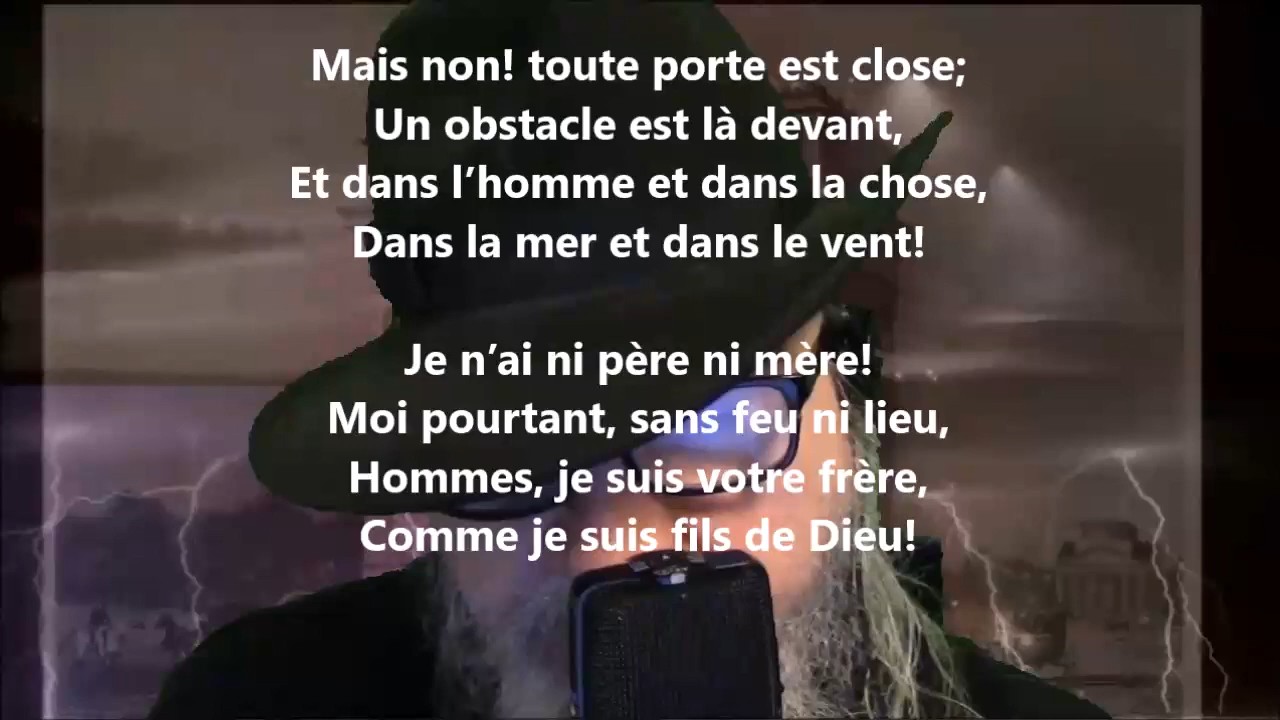 Mais non! toute porte est close;
Un obstacle est là devant,
Et dans l’homme et dans la chose,
Dans la mer et dans le vent!
Je n’ai ni père ni mère!
Moi pourtant, sans feu ni lieu,
Hommes, je suis votre frère,
Comme je suis fils de Dieu!